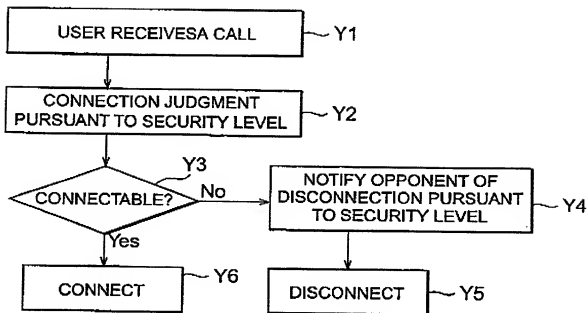 USER RECEIVESA CALL
Y1
CONNECTION JUDGMENT
PURSUANT TO SECURITY LEVEL
Y2
Y3
CONNECTABLE?
No
NOTIFY OPPONENT OF
DISCONNECTION PURSUANT
TO SECURITY LEVEL
Y4
Yes
CONNECT
Y6
DISCONNECT
Y5